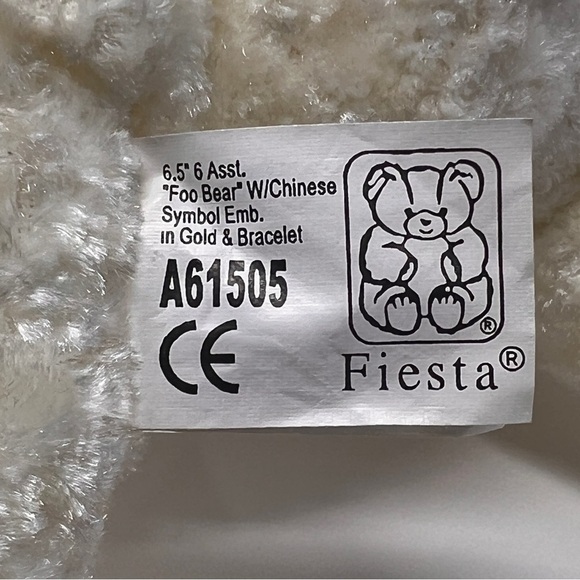 6.5" 6 Asst.
"Foo Bear" W/Chinese
Symbol Emb.
in Gold & Bracelet
A61505
CE
®
Fiesta®